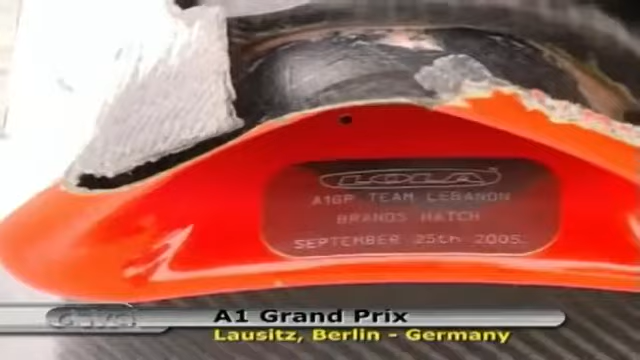 LOLA
A1GP TEAM LEBANON
BRANDS HATCH
SEPTEMBER 25th 2005
A1 Grand Prix
Lausitz, Berlin - Germany